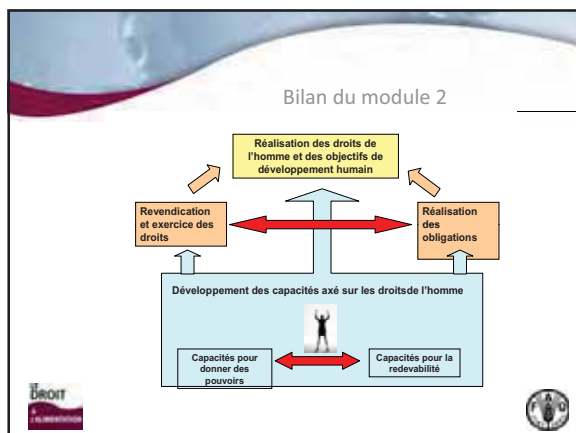 Bilan du module 2
Réalisation des droits de
l'homme et des objectifs de
développement humain
Revendication
et exercice des
droits
Réalisation
des
obligations
Développement des capacités axé sur les droitsde l'homme
Capacités pour
donner des
pouvoirs
Capacités pour la
redevabilité
LE
DROIT
À
L'ALIMENTATION
F A O